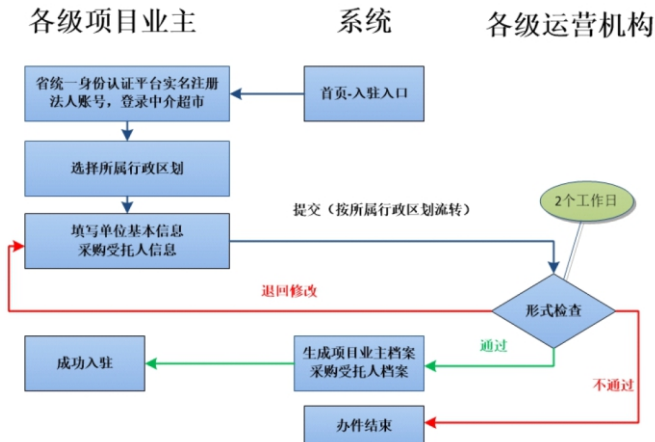 各级项目业主
系统
各级运营机构
省统一身份认证平台实名注册
法人账号，登录中介超市
首页-入驻入口
选择所属行政区划
2个工作日
提交（按所属行政区划流转）
填写单位基本信息
采购受托人信息
退回修改
形式检查
成功入驻
生成项目业主档案
采购受托人档案
通过
不通过
办件结束